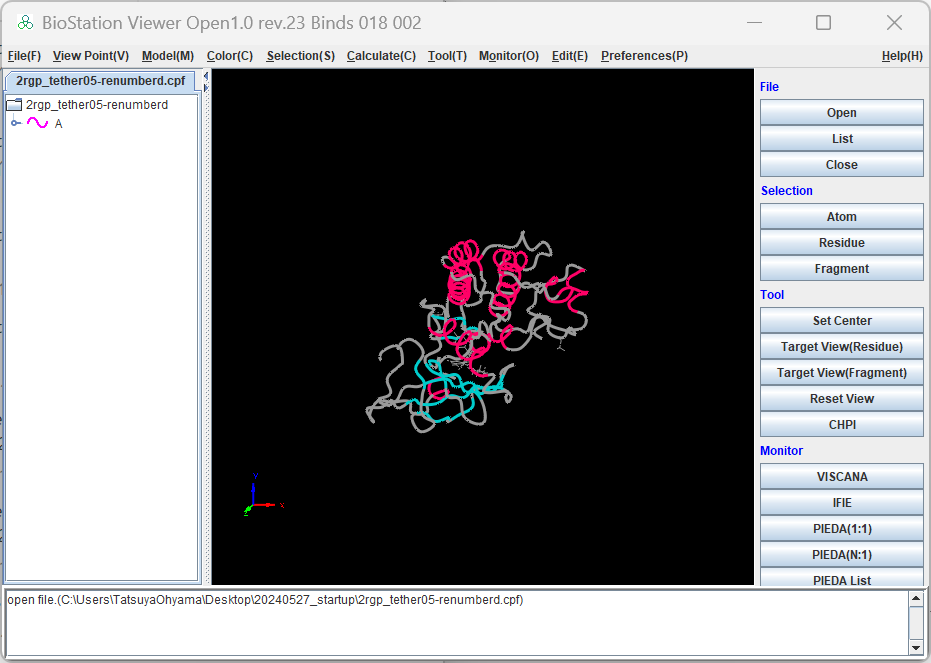 BioStation Viewer Open1.0 rev.23 Binds 018 002
File(F) View Point(V) Model(M) Color(C) Selection(S) Calculate(C) Tool(T) Monitor(O) Edit(E) Preferences(P) Help(H)
2rgp_tether05-renumberd.cpf
2rgp_tether05-renumberd
A
File
Open
List
Close
Selection
Atom
Residue
Fragment
Tool
Set Center
Target View(Residue)
Target View(Fragment)
Reset View
CHPI
Monitor
VISCANA
IFIE
PIEDA(1:1)
PIEDA(N:1)
PIEDA List
X
open file.(C:\Users\TatsuyaOhyama\Desktop\20240527_startup\2rgp_tether05-renumberd.cpf)